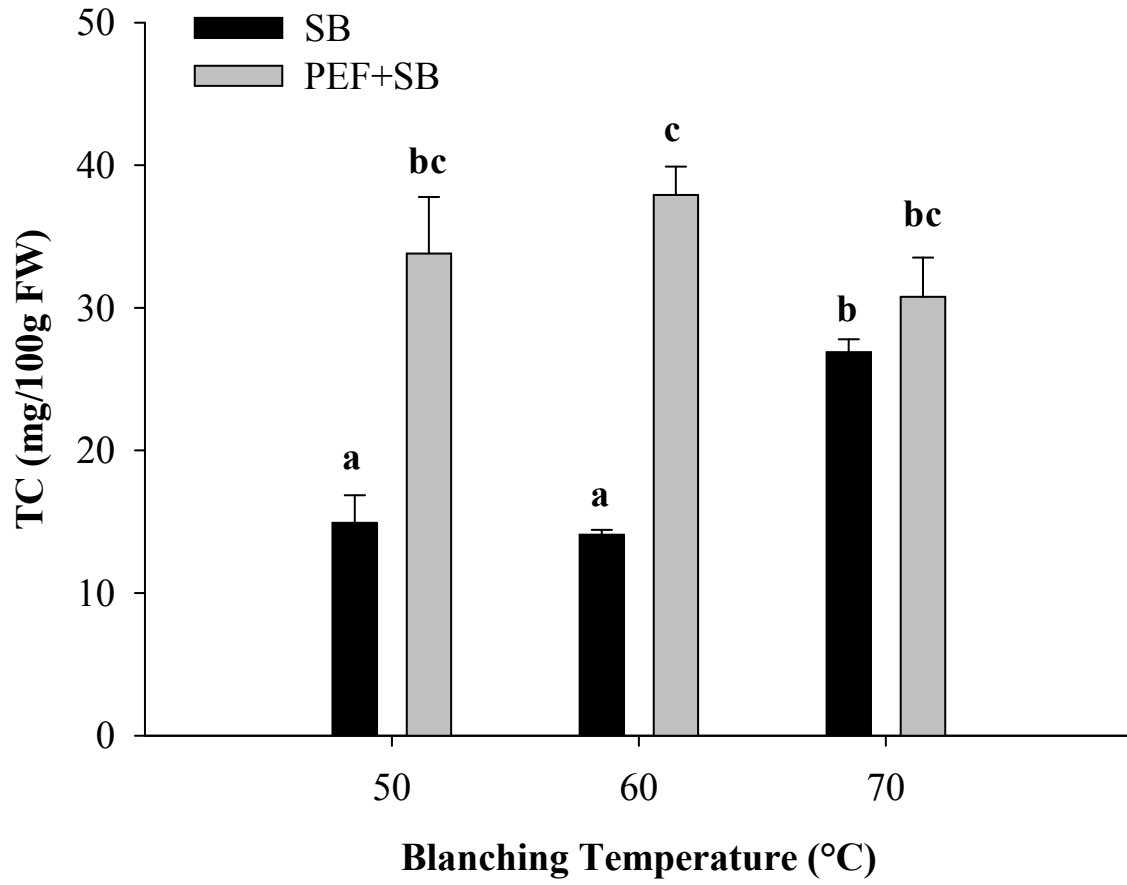 SB
PEF+SB
TC (mg/100g FW)
50
40
30
20
10
0
a
bc
a
c
b
bc
50
60
70
Blanching Temperature (°C)